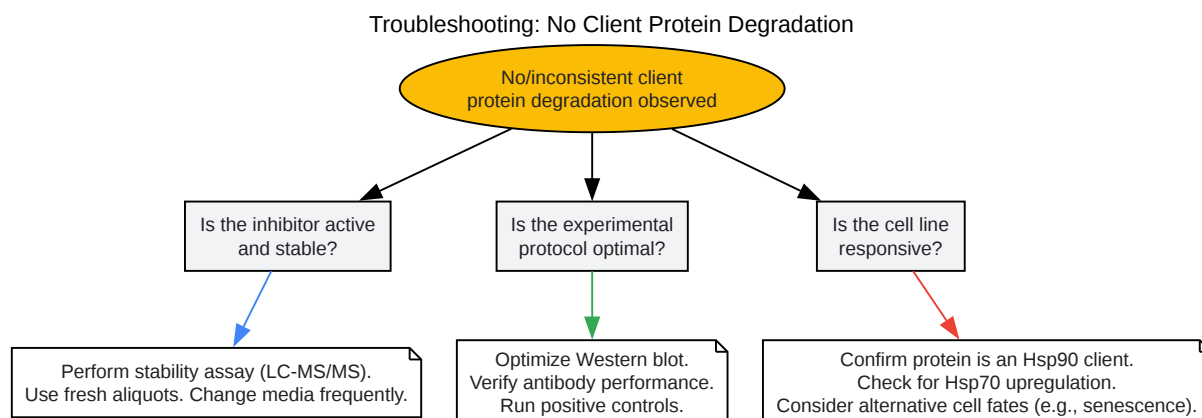 Troubleshooting: No Client Protein Degradation
No/inconsistent client
protein degradation observed
Is the inhibitor active
and stable?
Is the experimental
protocol optimal?
Is the cell line
responsive?
Perform stability assay (LC-MS/MS).
Use fresh aliquots. Change media frequently.
Optimize Western blot.
Verify antibody performance.
Run positive controls.
Confirm protein is an Hsp90 client.
Check for Hsp70 upregulation.
Consider alternative cell fates (e.g., senescence).